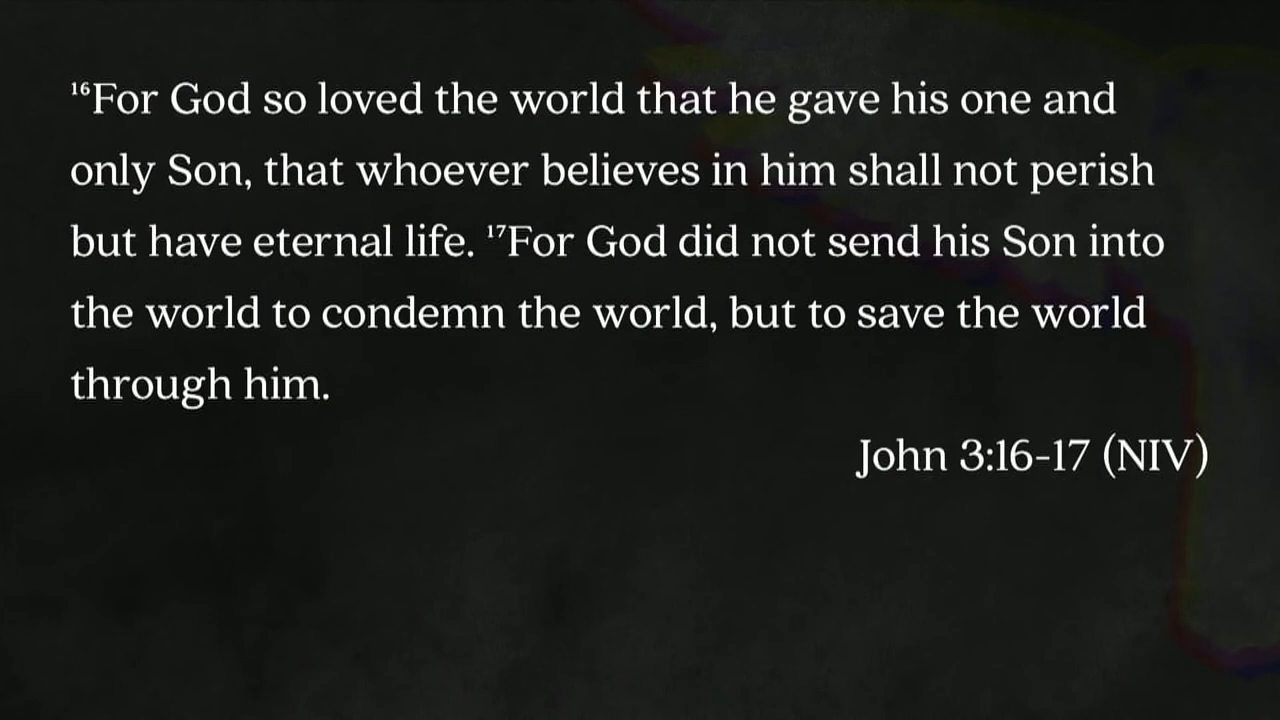 ¹⁶For God so loved the world that he gave his one and
only Son, that whoever believes in him shall not perish
but have eternal life. ¹⁷For God did not send his Son into
the world to condemn the world, but to save the world
through him.
John 3:16-17 (NIV)